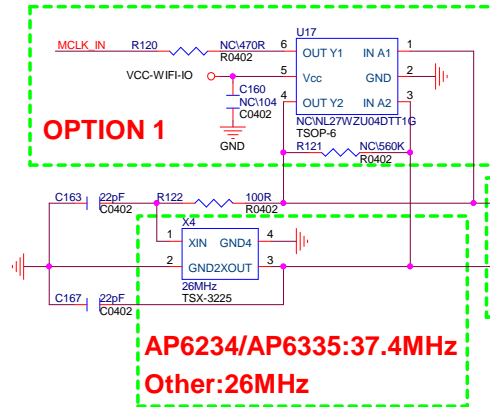 U17
MCLK_IN R120 NC\470R 6 OUT Y1 IN A1 1
R0402
VCC-WIFI-IO 5 Vcc GND 2
C160 4 OUT Y2 IN A2 3
NC\104 NC\NL27WZU04DTT1G
C0402 TSOP-6
OPTION 1
GND
R121 NC\560K
R0402
C163 22pF R122 100R
C0402 R0402
X4
1 XIN GND4 4
2 GND2 XOUT 3
26MHz
TSX-3225
C167 22pF
C0402
AP6234/AP6335:37.4MHz
Other:26MHz